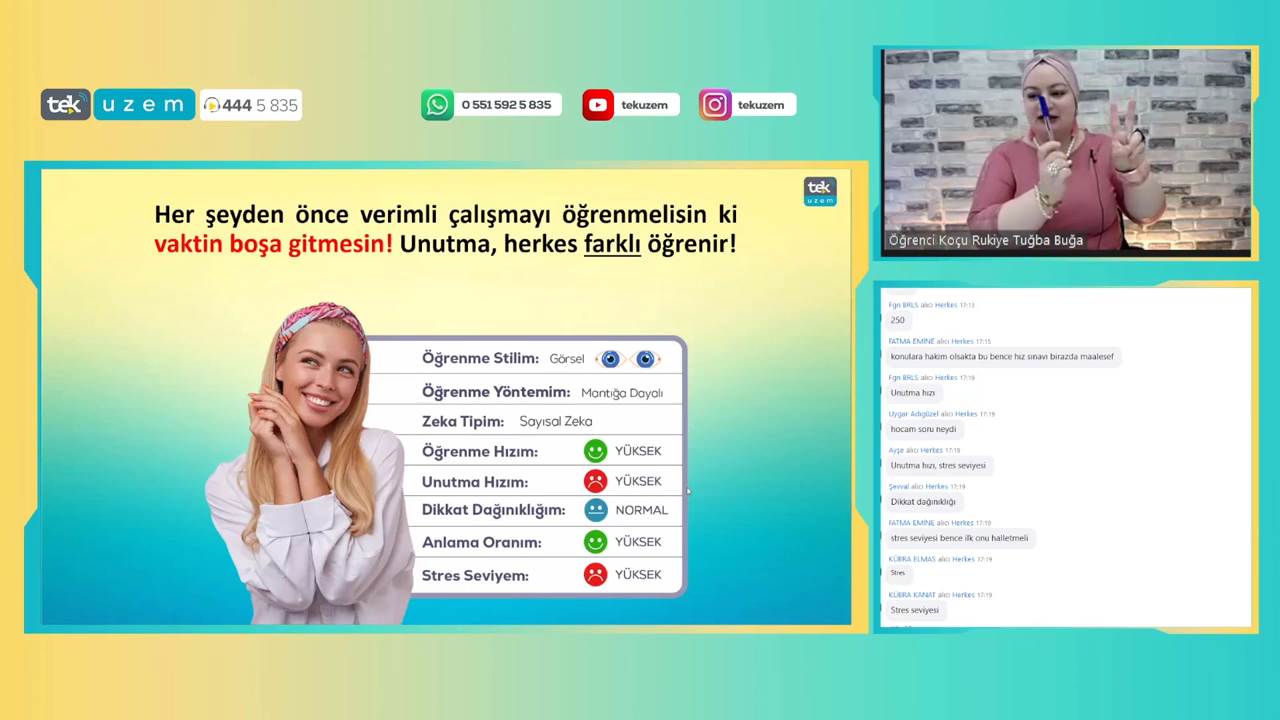 tek
uzem
444 5 835
0 551 592 5 835
tekuzem
tekuzem
tek
uzem
Her şeyden önce verimli çalışmayı öğrenmelisin ki
vaktin boşa gitmesin! Unutma, herkes farklı öğrenir!
Öğrenme Stilim: Görsel
Öğrenme Yöntemim: Mantığa Dayalı
Zeka Tipim: Sayısal Zeka
Öğrenme Hızım: YÜKSEK
Unutma Hızım: YÜKSEK
Dikkat Dağınıklığım: NORMAL
Anlama Oranım: YÜKSEK
Stres Seviyem: YÜKSEK
Öğrenci Koçu Rukiye Tuğba Buğa
Fgn BRLS alıcı Herkes 17:13
250
FATMA EMİNE alıcı Herkes 17:15
konulara hakim olsakta bu bence hız sınavı birazda maalesef
Fgn BRLS alıcı Herkes 17:19
Unutma hızı
Uygar Adıgüzel alıcı Herkes 17:19
hocam soru neydi
Ayşe alıcı Herkes 17:19
Unutma hızı, stres seviyesi
Şevval alıcı Herkes 17:19
Dikkat dağınıklığı
FATMA EMİNE alıcı Herkes 17:19
stres seviyesi bence ilk onu halletmeli
KÜBRA ELMAS alıcı Herkes 17:19
Stres
KÜBRA KANAT alıcı Herkes 17:19
Stres seviyesi